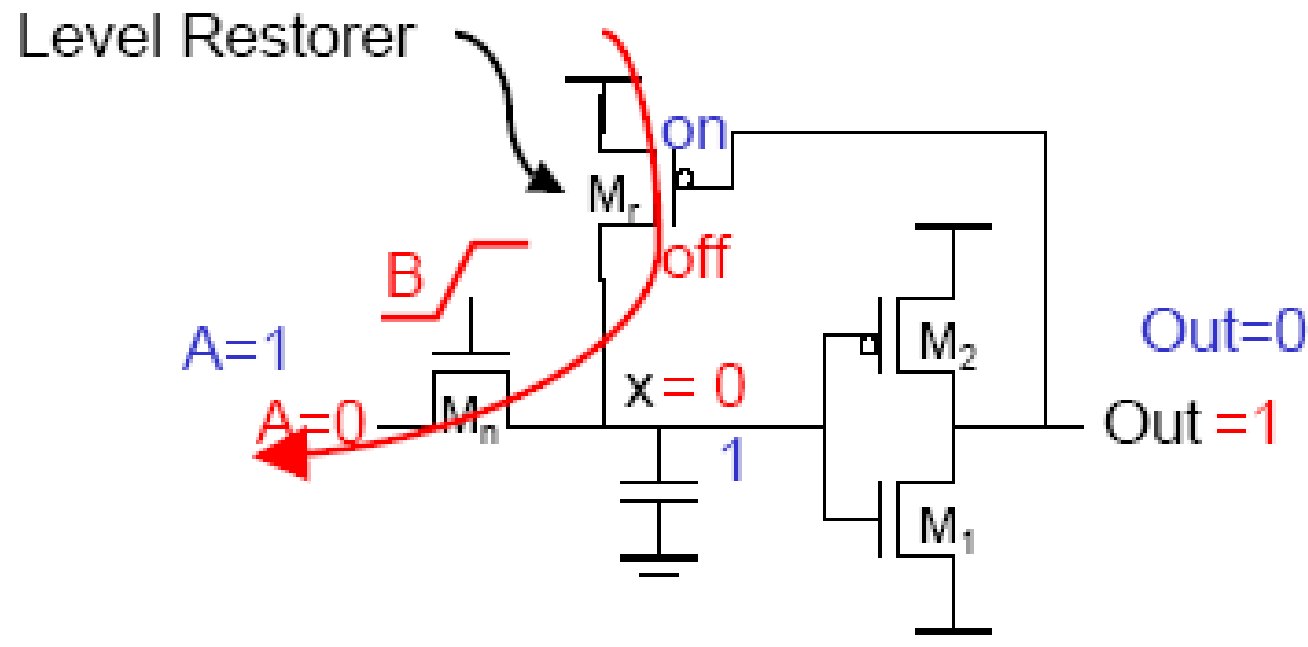 Level Restorer
on
Mr
off
B
A=1
M2
Out=0
x = 0
A=0
Mn
Out =1
1
M1